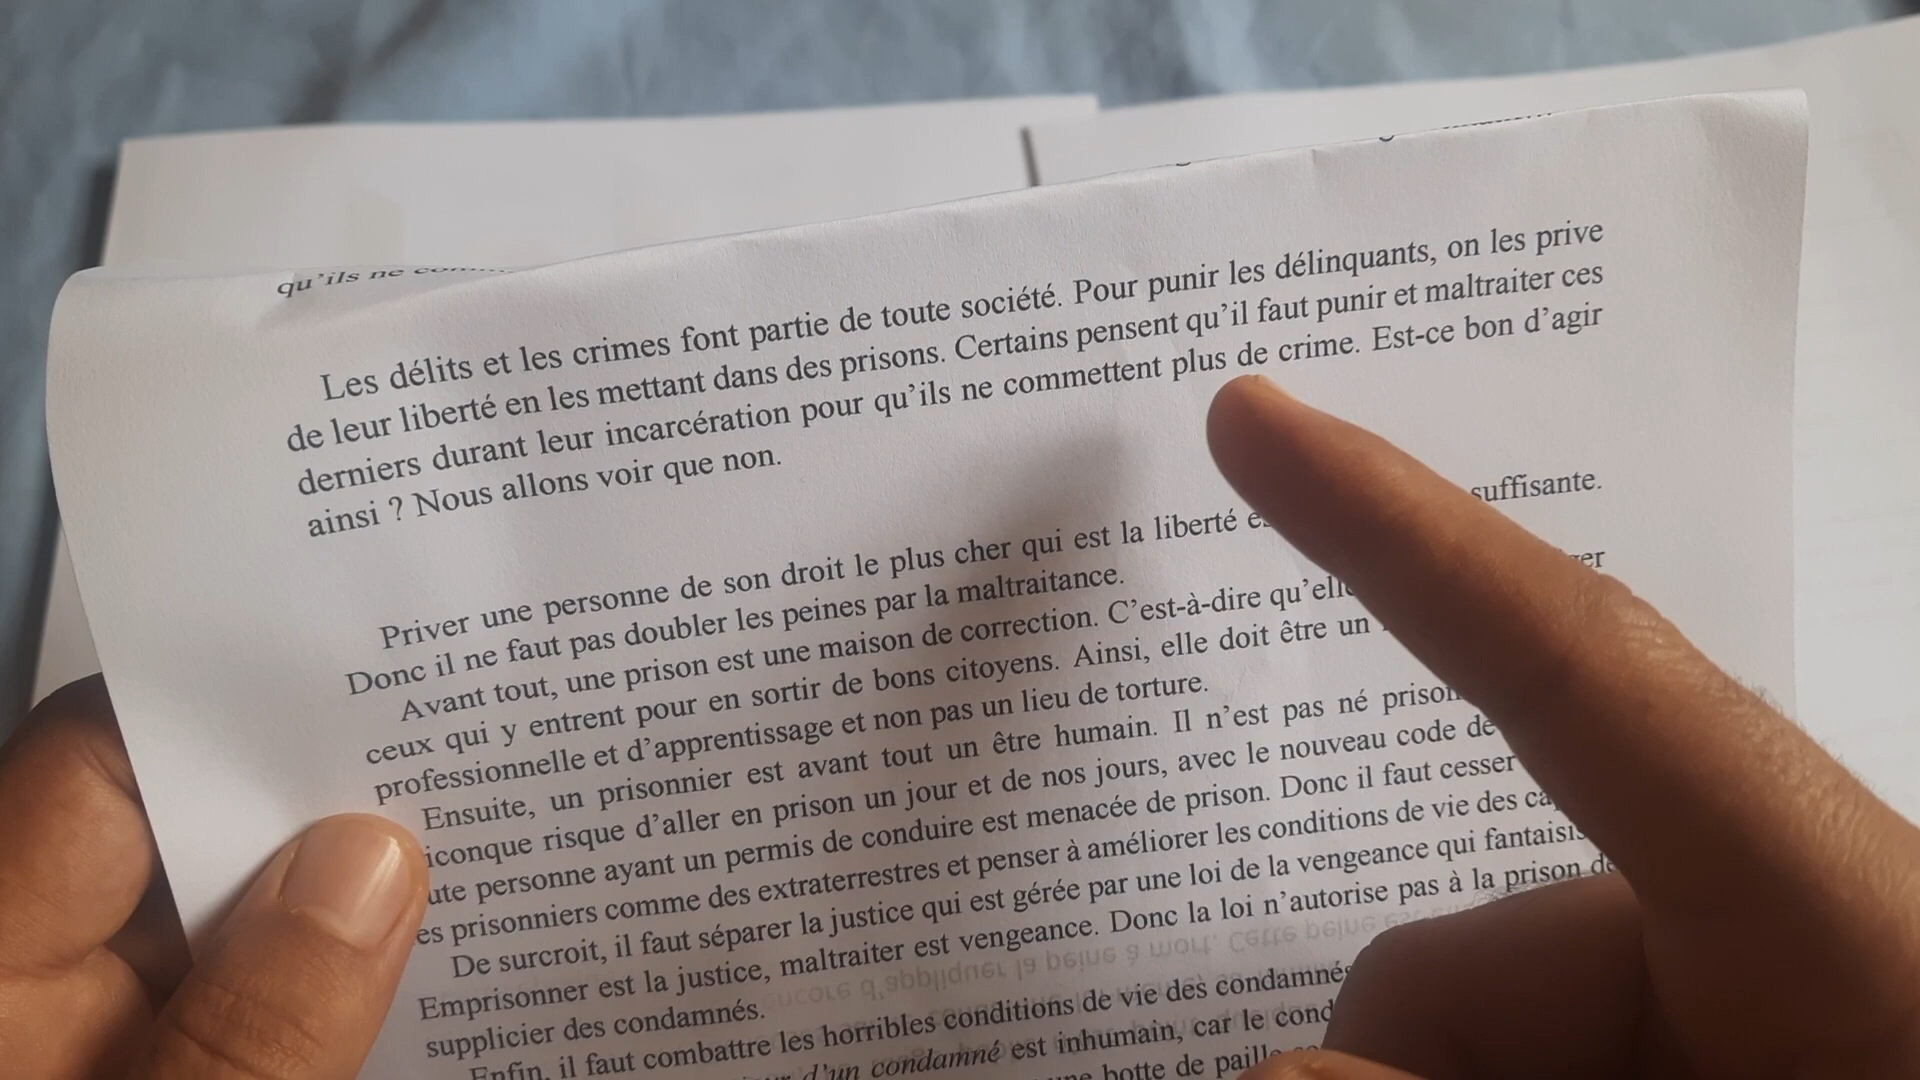 qu'ils ne
Les délits et les crimes font partie de toute société. Pour punir les délinquants, on les prive
de leur liberté en les mettant dans des prisons. Certains pensent qu'il faut punir et maltraiter ces
derniers durant leur incarcération pour qu'ils ne commettent plus de crime. Est-ce bon d'agir
ainsi ? Nous allons voir que non.
Priver une personne de son droit le plus cher qui est la liberté suffisante.
Donc il ne faut pas doubler les peines par la maltraitance.
Avant tout, une prison est une maison de correction. C'est-à-dire
ceux qui y entrent pour en sortir de bons citoyens. Ainsi, elle doit être un
professionnelle et d'apprentissage et non pas un lieu de torture.
Ensuite, un prisonnier est avant tout un être humain. Il n'est pas né
iconque risque d'aller en prison un jour et de nos jours, avec le nouveau code de
ute personne ayant un permis de conduire est menacée de prison. Donc il faut cesser
es prisonniers comme des extraterrestres et penser à améliorer les conditions de vie des
De surcroit, il faut séparer la justice qui est gérée par une loi de la vengeance qui
Emprisonner est la justice, maltraiter est vengeance. Donc la loi n'autorise pas à la prison
supplicier des condamnés.
Enfin, il faut combattre les horribles conditions de vie des
d'un condamné est inhumain, car le
botte de paille